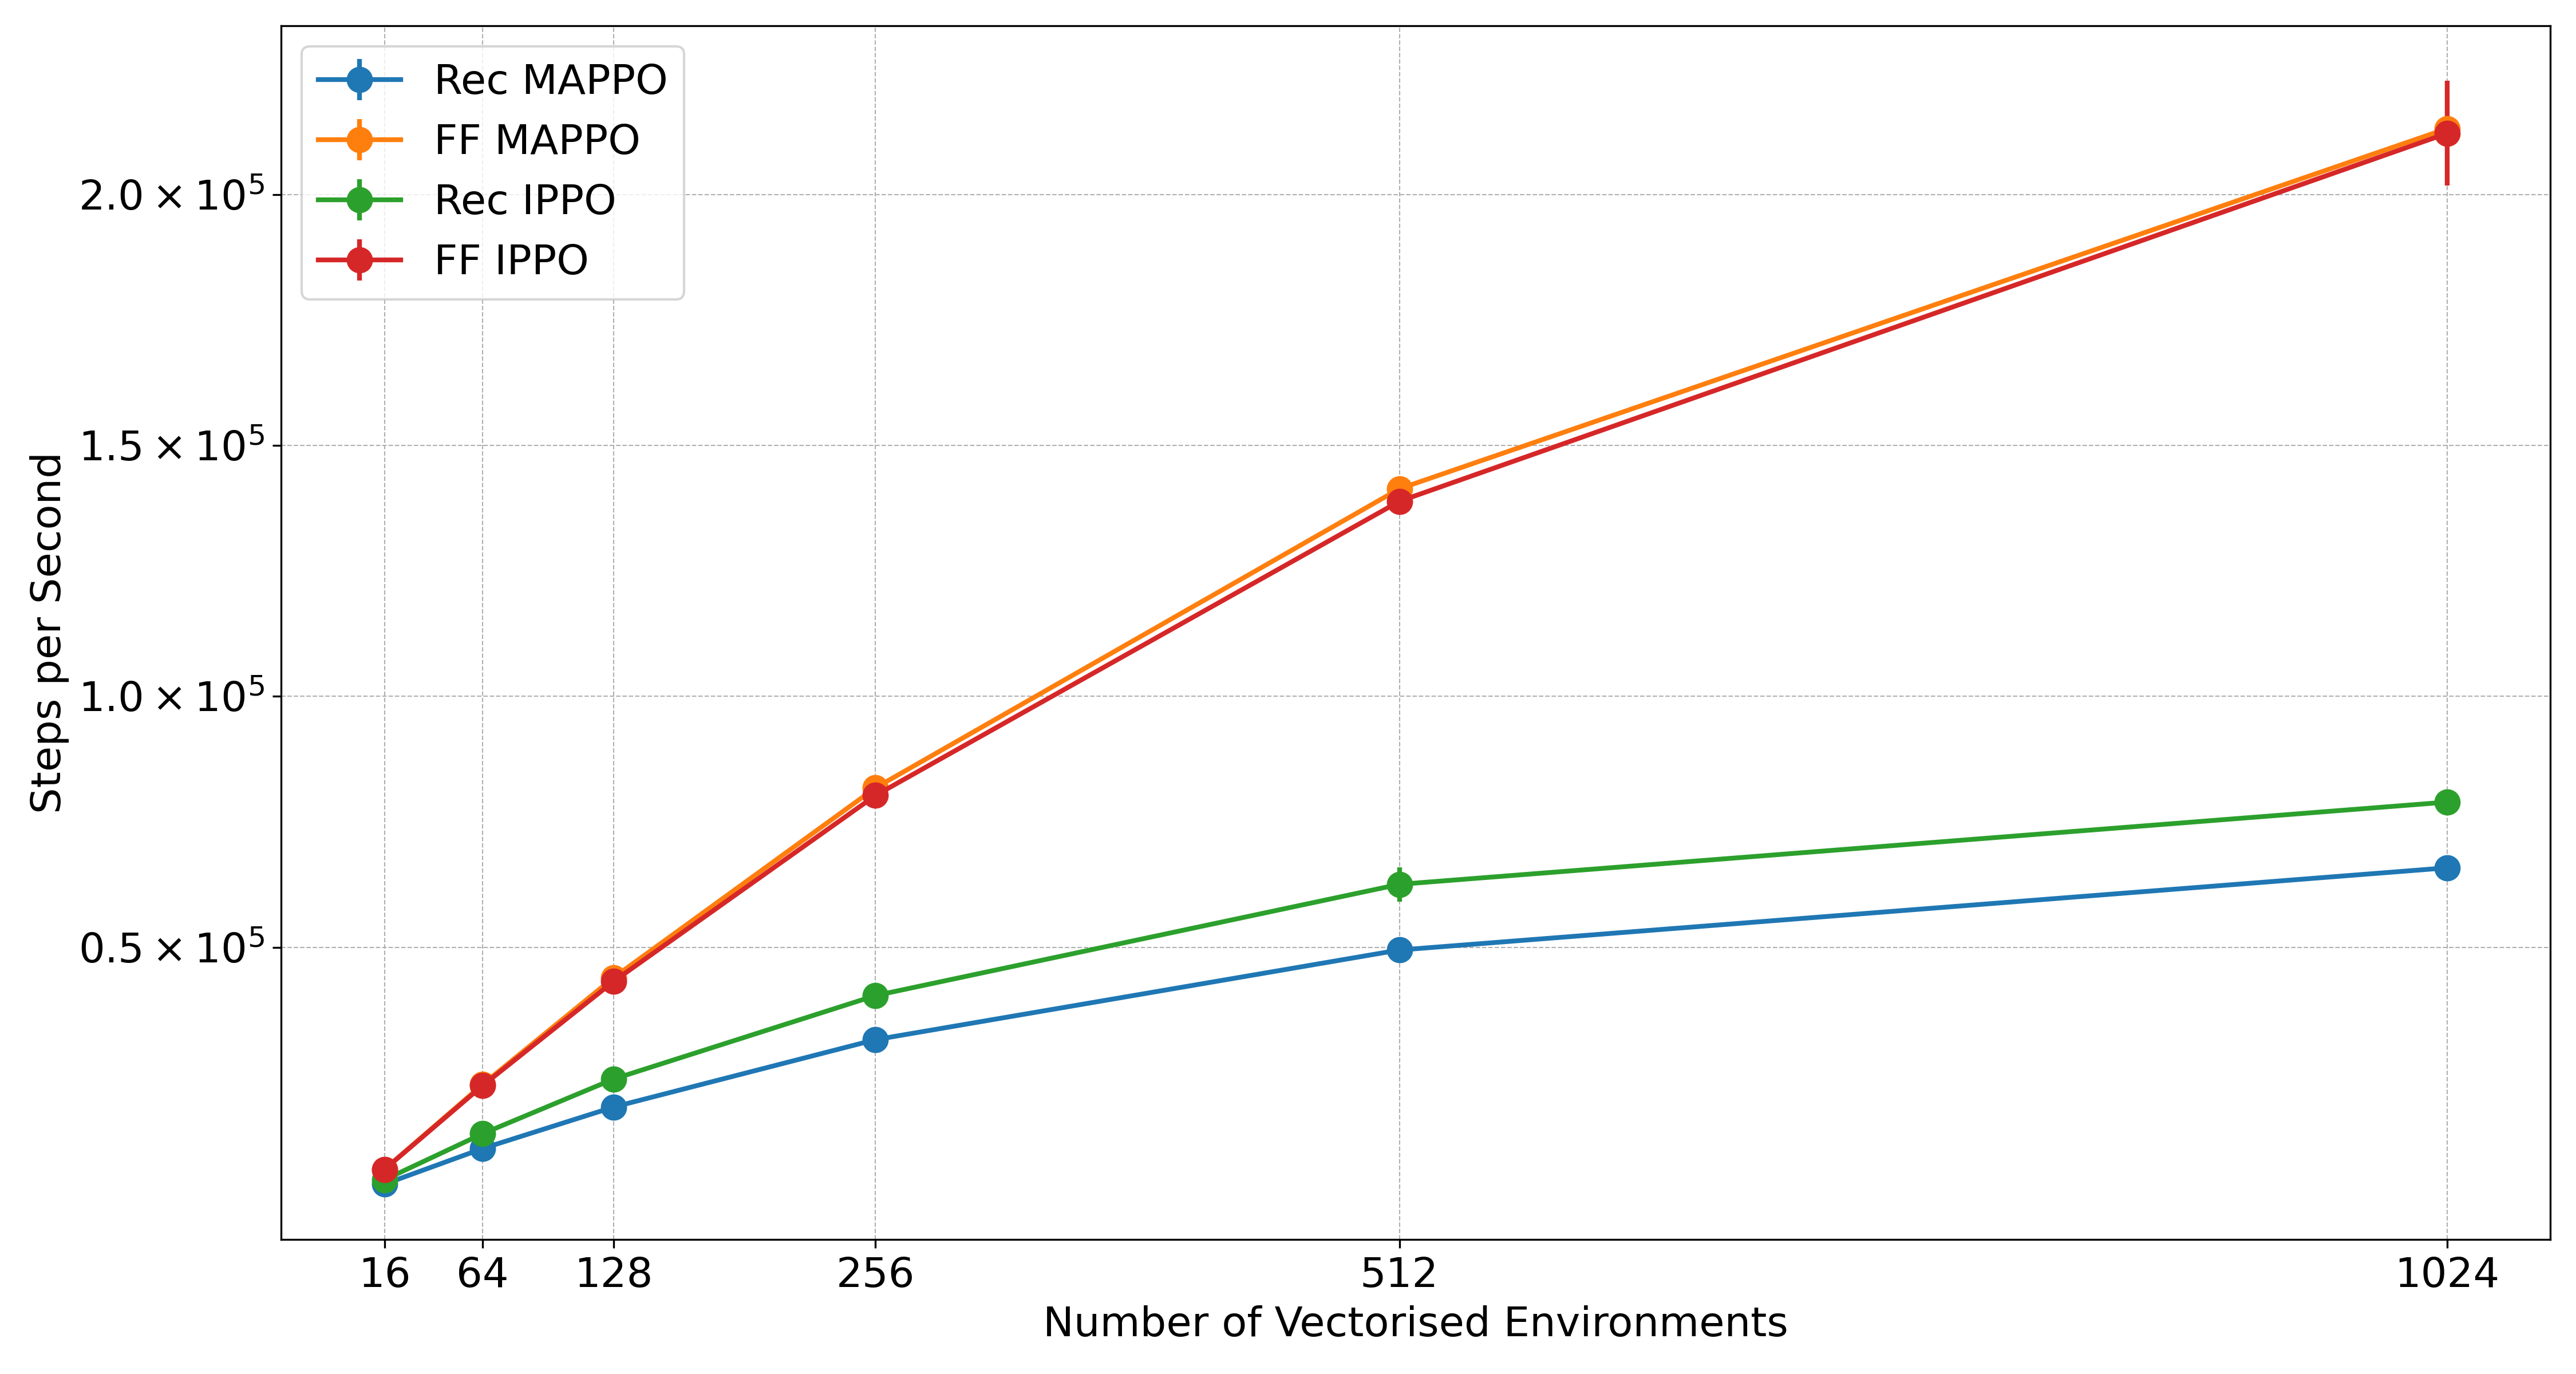 Rec MAPPO
FF MAPPO
Rec IPPO
FF IPPO
Steps per Second
2.0 × 10⁵
1.5 × 10⁵
1.0 × 10⁵
0.5 × 10⁵
16 64 128 256 512 1024
Number of Vectorised Environments